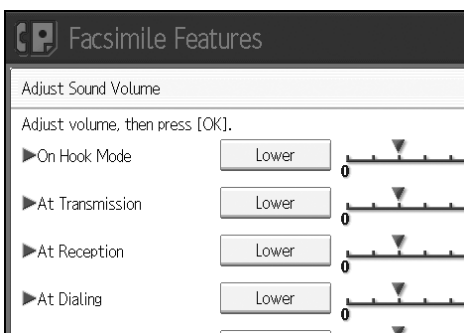 Facsimile Features
Adjust Sound Volume
Adjust volume, then press [OK].
▶On Hook Mode Lower 0
▶At Transmission Lower 0
▶At Reception Lower 0
▶At Dialing Lower 0